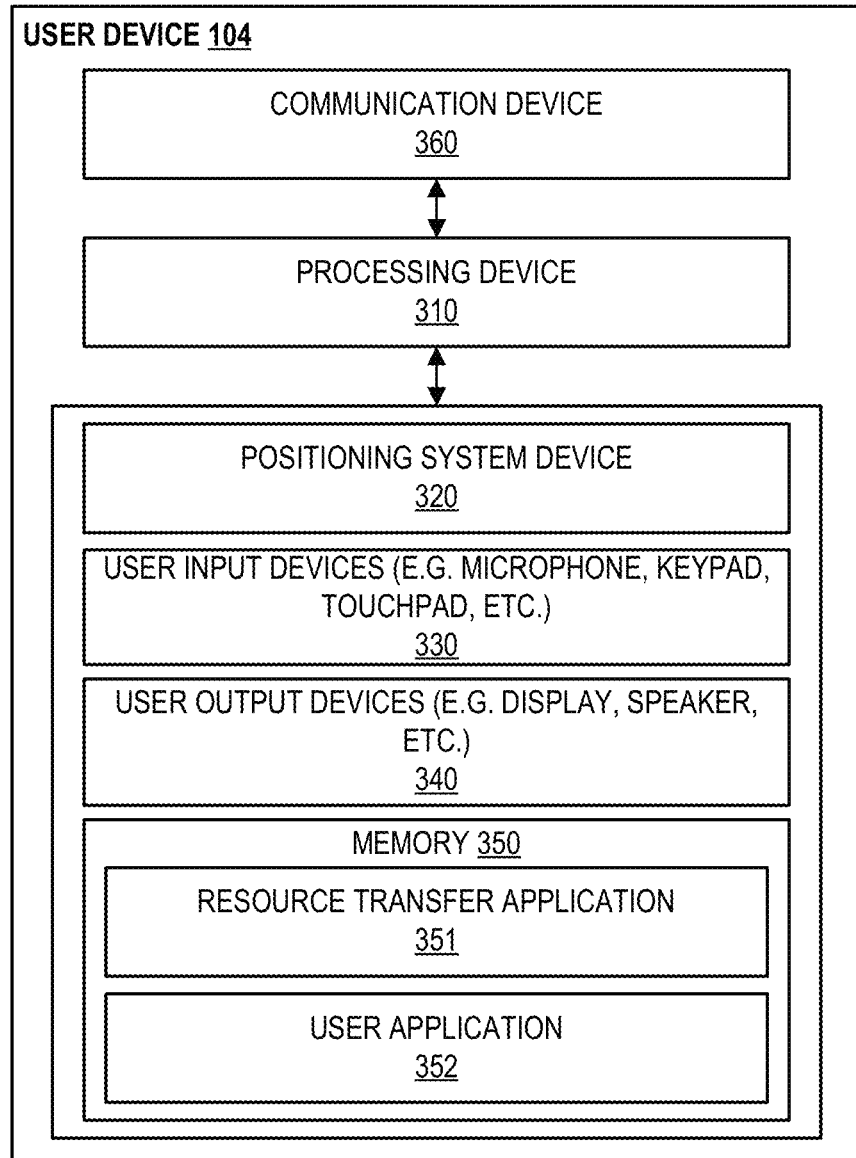 USER DEVICE 104
COMMUNICATION DEVICE
360
PROCESSING DEVICE
310
POSITIONING SYSTEM DEVICE
320
USER INPUT DEVICES (E.G. MICROPHONE, KEYPAD,
TOUCHPAD, ETC.)
330
USER OUTPUT DEVICES (E.G. DISPLAY, SPEAKER,
ETC.)
340
MEMORY 350
RESOURCE TRANSFER APPLICATION
351
USER APPLICATION
352